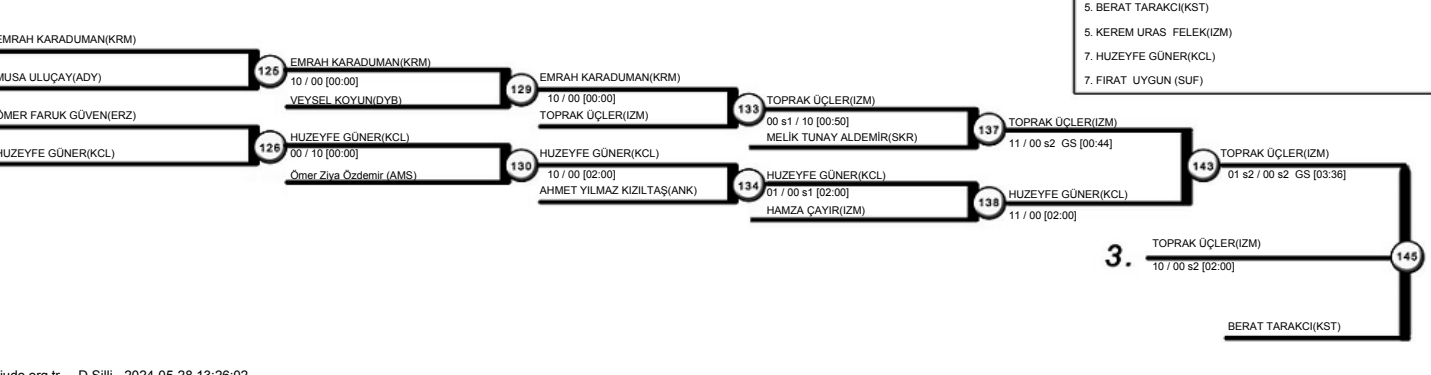 5. BERAT TARAKCI(KST)
5. KEREM URAS FELEK(IZM)
7. HUZEYFE GÜNER(KCL)
7. FIRAT UYGUN (SUF)
EMRAH KARADUMAN(KRM)
MUSA ULUÇAY(ADY)
ÖMER FARUK GÜVEN(ERZ)
HUZEYFE GÜNER(KCL)
125
126
EMRAH KARADUMAN(KRM)
10 / 00 [00:00]
VEYSEL KOYUN(DYB)
HUZEYFE GÜNER(KCL)
00 / 10 [00:00]
Ömer Ziya Özdemir (AMS)
129
130
EMRAH KARADUMAN(KRM)
10 / 00 [00:00]
TOPRAK ÜÇLER(IZM)
HUZEYFE GÜNER(KCL)
10 / 00 [02:00]
AHMET YILMAZ KIZILTAŞ(ANK)
133
134
TOPRAK ÜÇLER(IZM)
00 s1 / 10 [00:50]
MELİK TUNAY ALDEMİR(SKR)
HUZEYFE GÜNER(KCL)
01 / 00 s1 [02:00]
HAMZA ÇAYIR(IZM)
137
138
TOPRAK ÜÇLER(IZM)
11 / 00 s2 GS [00:44]
HUZEYFE GÜNER(KCL)
11 / 00 [02:00]
143
TOPRAK ÜÇLER(IZM)
01 s2 / 00 s2 GS [03:36]
3.
TOPRAK ÜÇLER(IZM)
10 / 00 s2 [02:00]
145
BERAT TARAKCI(KST)
judo.org.tr D.Silli 2024-05-28 13:26:02